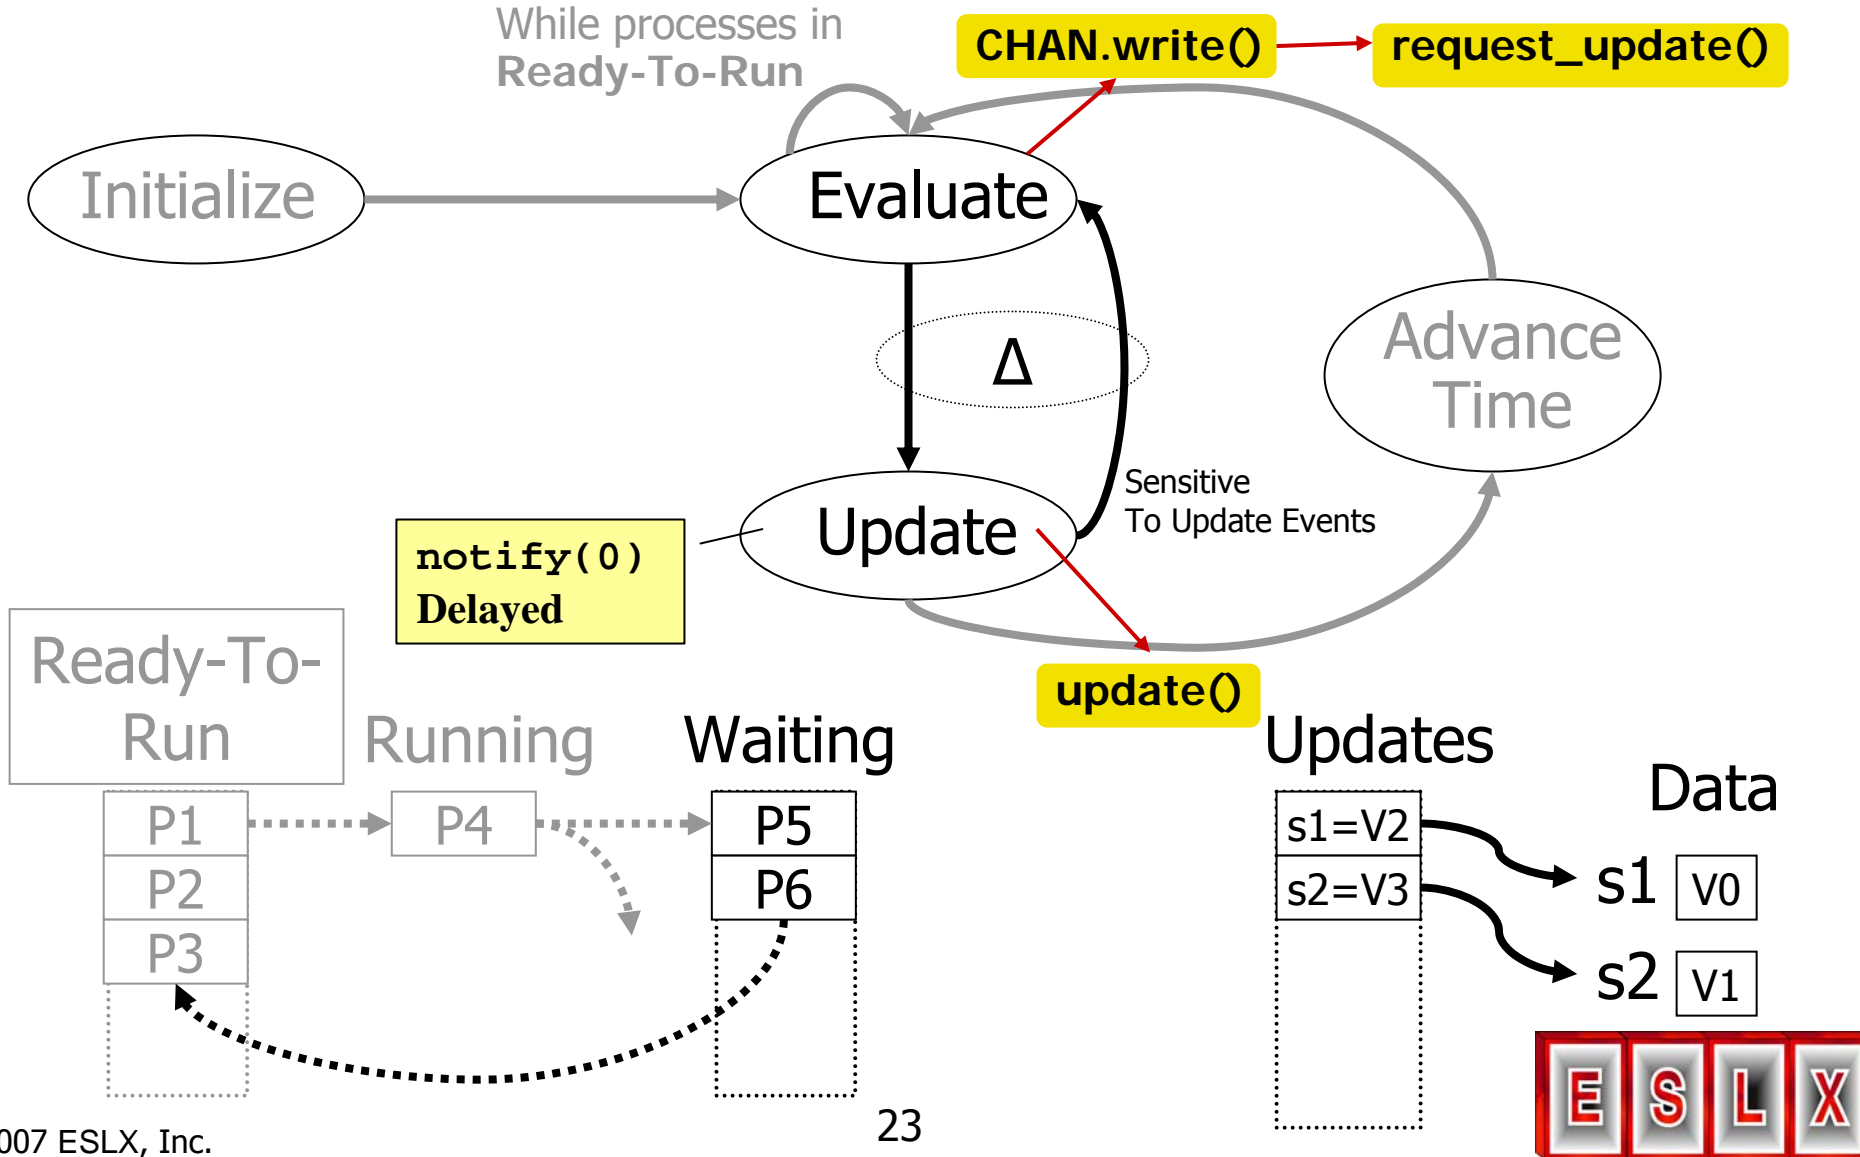 While processes in
Ready-To-Run
CHAN.write()
request_update()
Initialize
Evaluate
Δ
Advance
Time
Sensitive
To Update Events
Update
notify(0)
Delayed
update()
Ready-To-
Run
Running
Waiting
Updates
Data
P1
P4
P5
s1=V2
P2
P6
s2=V3
s1
V0
P3
s2
V1
23
007 ESLX, Inc.
E S L X